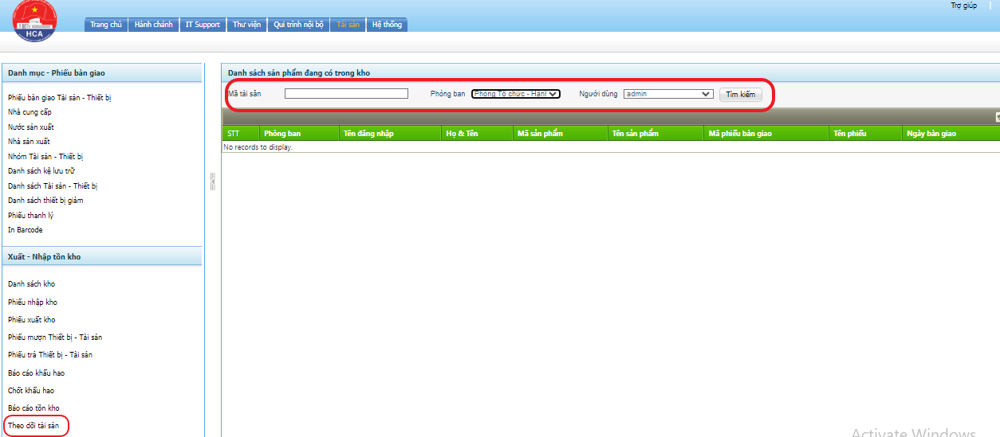 Trợ giúp
HCA
Trang chủ Hành chánh IT Support Thư viện Qui trình nội bộ Tài sản Hệ thống
Danh mục - Phiếu bàn giao
Phiếu bàn giao Tài sản - Thiết bị
Nhà cung cấp
Nước sản xuất
Nhà sản xuất
Nhóm Tài sản - Thiết bị
Danh sách kệ lưu trữ
Danh sách Tài sản - Thiết bị
Danh sách thiết bị giảm
Phiếu thanh lý
In Barcode
Xuất - Nhập tồn kho
Danh sách kho
Phiếu nhập kho
Phiếu xuất kho
Phiếu mượn Thiết bị - Tài sản
Phiếu trả Thiết bị - Tài sản
Báo cáo khấu hao
Chốt khấu hao
Báo cáo tồn kho
Theo dõi tài sản
Danh sách sản phẩm đang có trong kho
Mã tài sản Phòng ban Phòng Tổ chức - Hành Người dùng admin Tìm kiếm
STT Phòng ban Tên đăng nhập Họ & Tên Mã sản phẩm Tên sản phẩm Mã phiếu bàn giao Tên phiếu Ngày bàn giao
No records to display.
Activate Windows